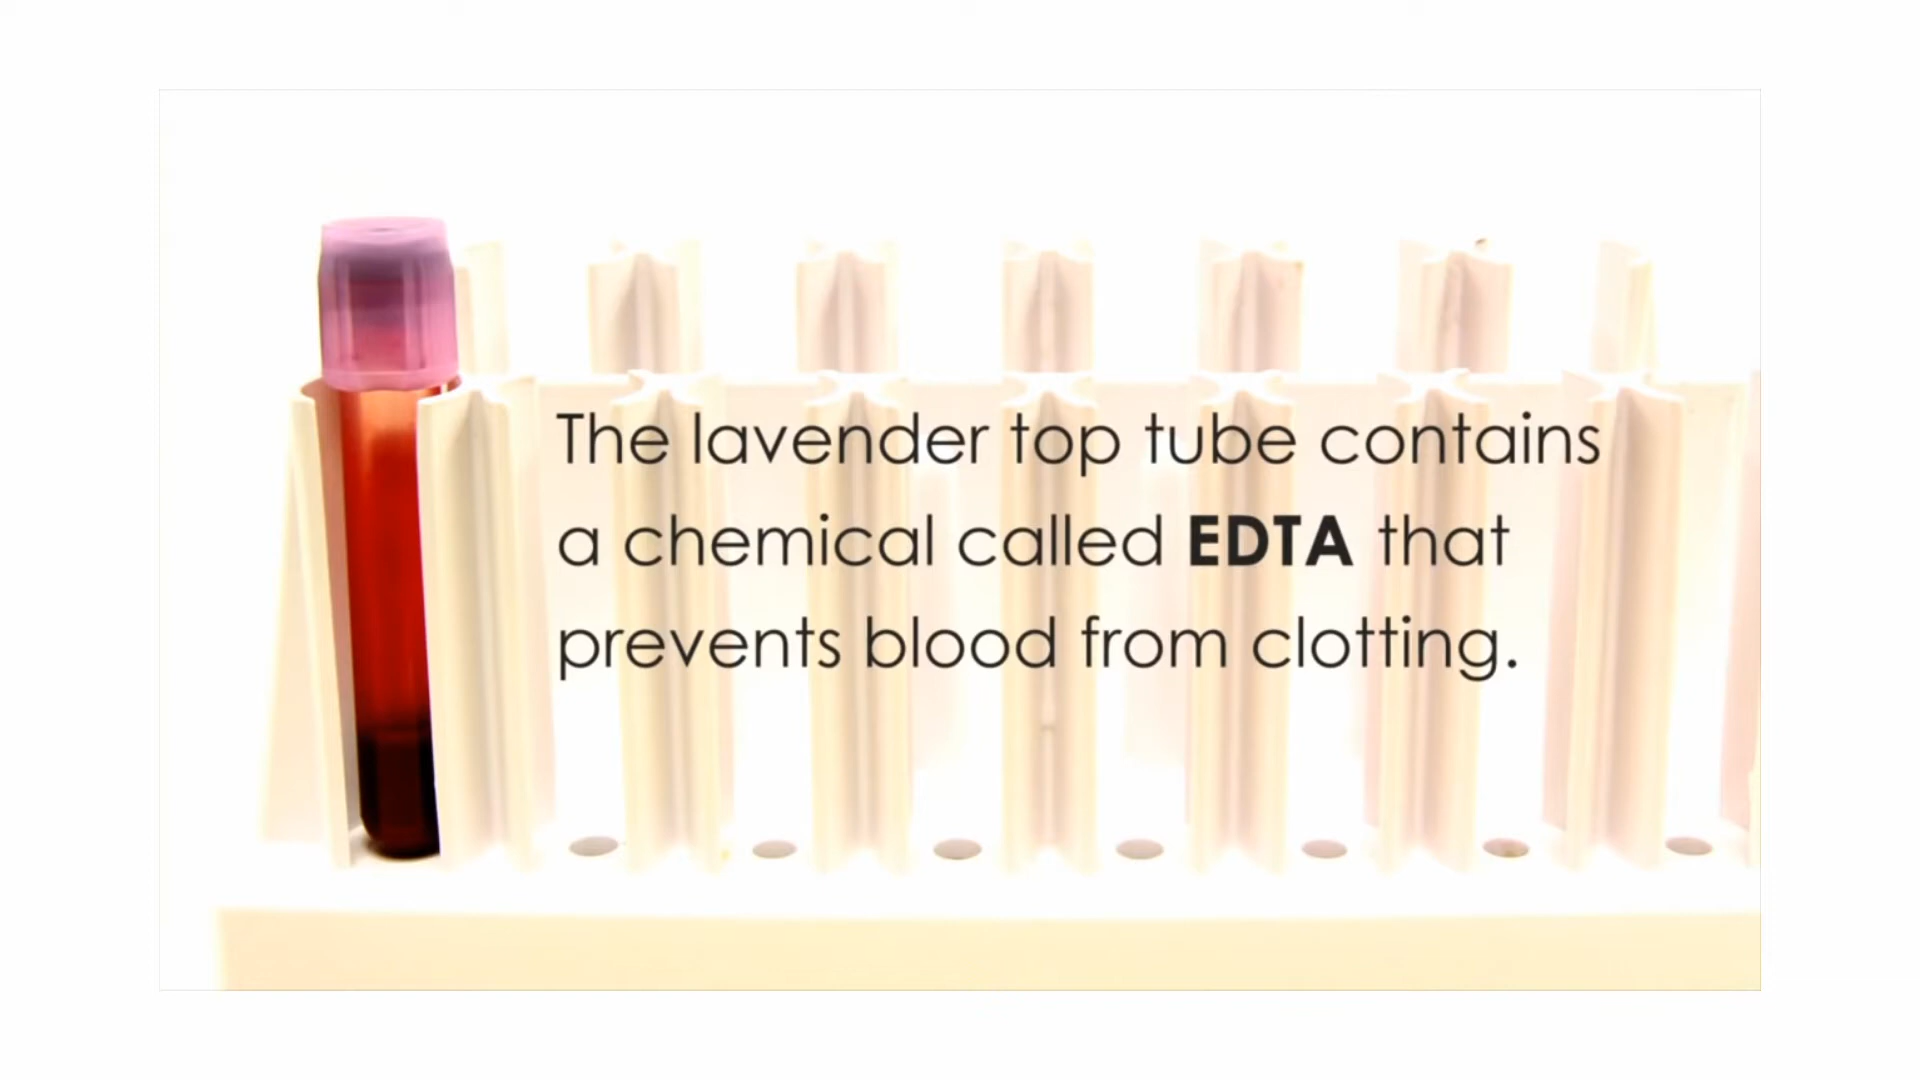 The lavender top tube contains
a chemical called EDTA that
prevents blood from clotting.